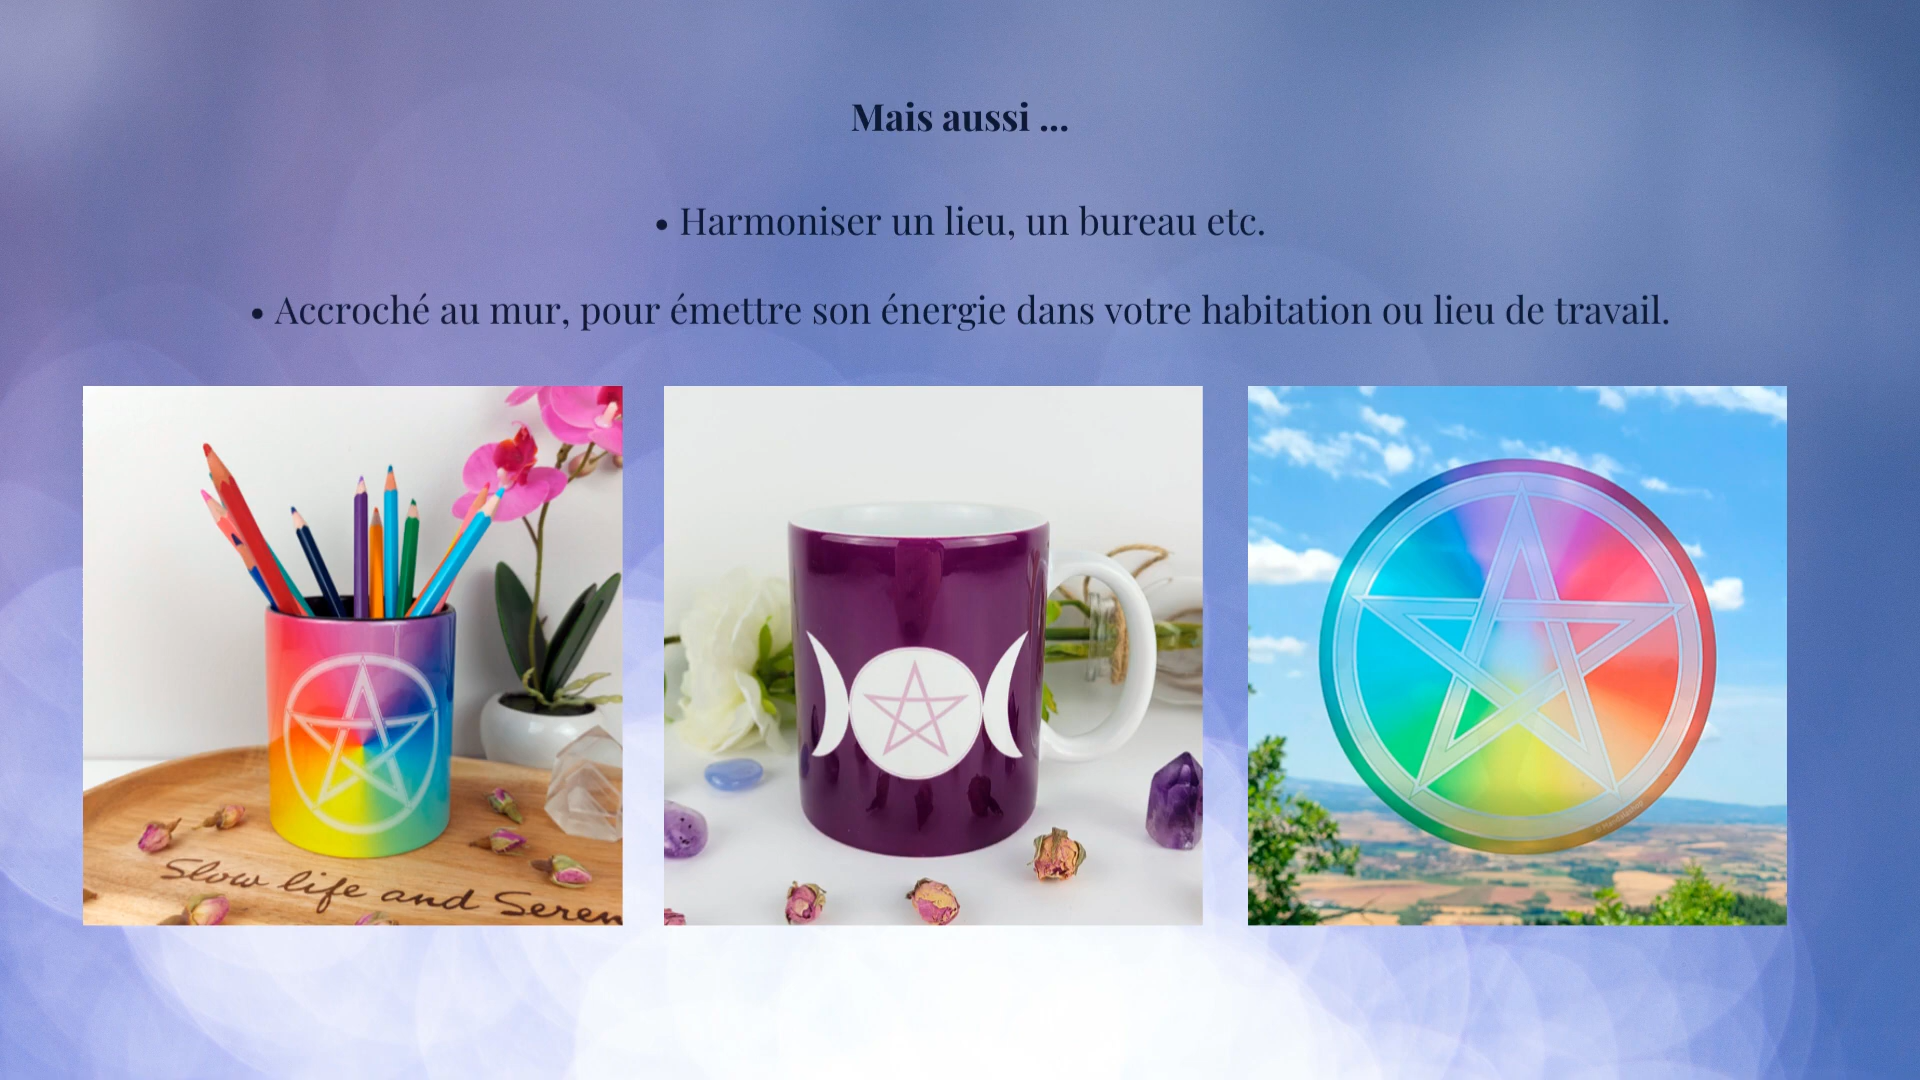 Mais aussi ...
• Harmoniser un lieu, un bureau etc.
• Accroché au mur, pour émettre son énergie dans votre habitation ou lieu de travail.
Slow life and Seren